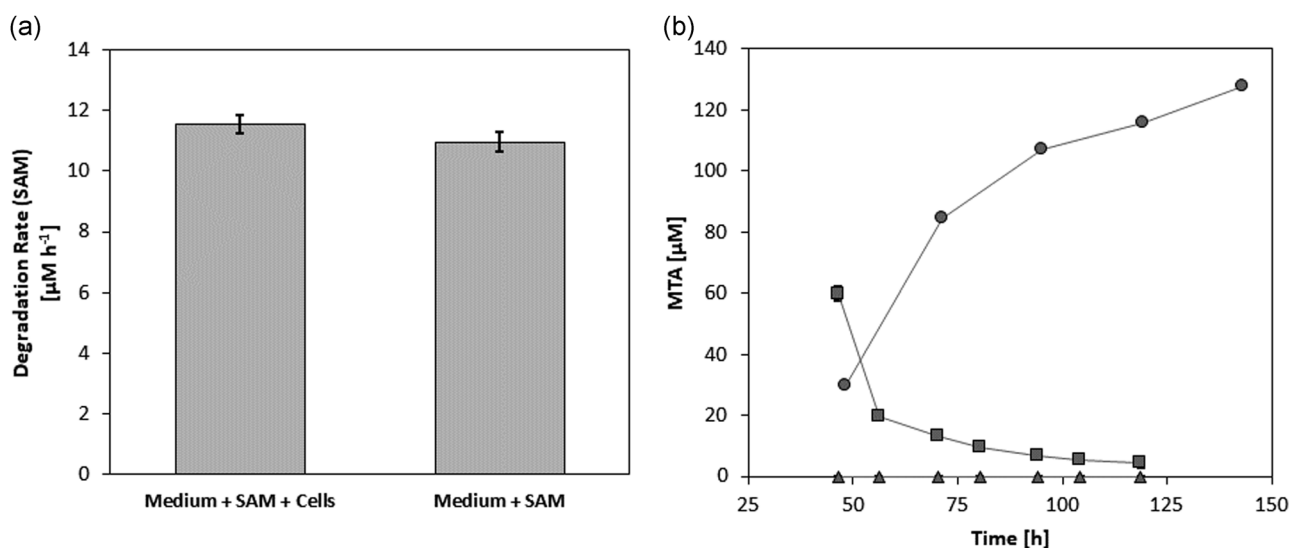 (a)
14
12
10
8
6
4
2
0
Degradation Rate (SAM)
[µM h-1]
Medium + SAM + Cells
Medium + SAM
(b)
140
120
100
80
60
40
20
0
MTA [µM]
25
50
75
100
125
150
Time [h]